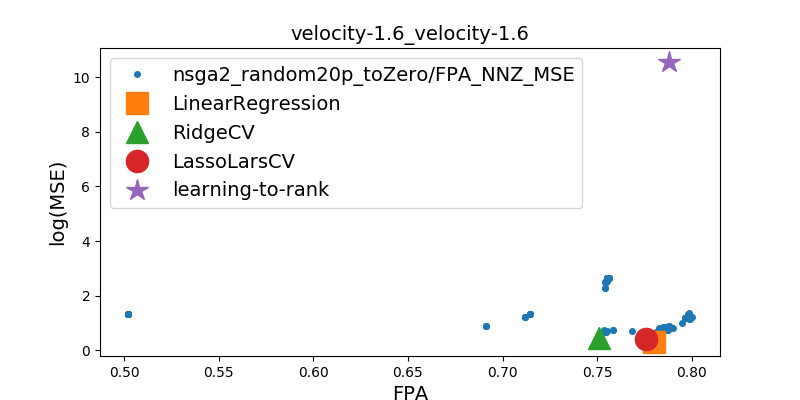 velocity-1.6_velocity-1.6
nsga2_random20p_toZero/FPA_NNZ_MSE
LinearRegression
RidgeCV
LassoLarsCV
learning-to-rank
log(MSE)
10
8
6
4
2
0
0.50 0.55 0.60 0.65 0.70 0.75 0.80
FPA